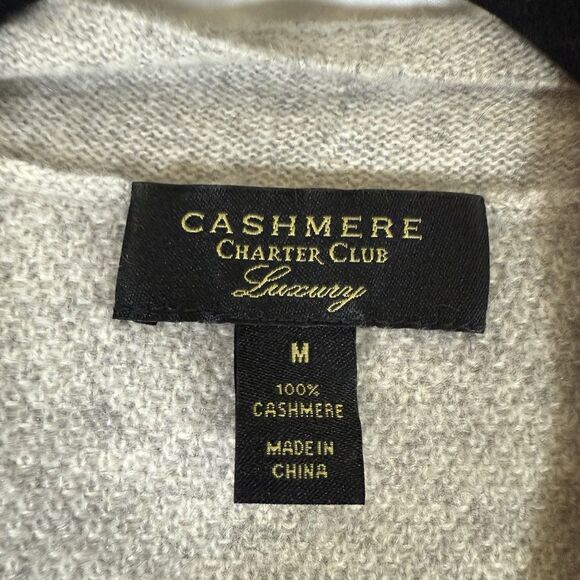 CASHMERE
CHARTER CLUB
Luxury
M
100%
CASHMERE
MADE IN
CHINA